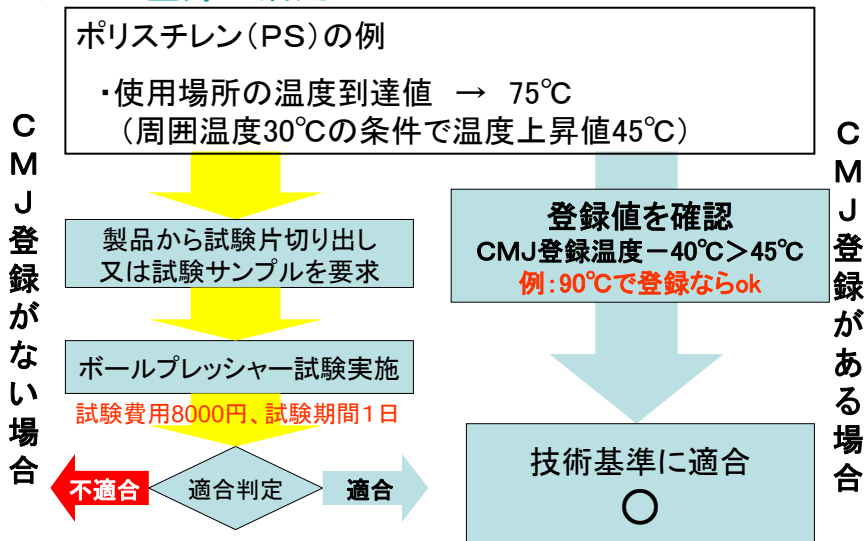 ポリスチレン（PS）の例
・使用場所の温度到達値 → 75℃
（周囲温度30℃の条件で温度上昇値45℃）
CMJ登録がない場合
製品から試験片切り出し
又は試験サンプルを要求
ボールプレッシャー試験実施
試験費用8000円、試験期間１日
不適合
適合判定
適合
登録値を確認
CMJ登録温度－40℃＞45℃
例：90℃で登録ならok
技術基準に適合
○
CMJ登録がある場合